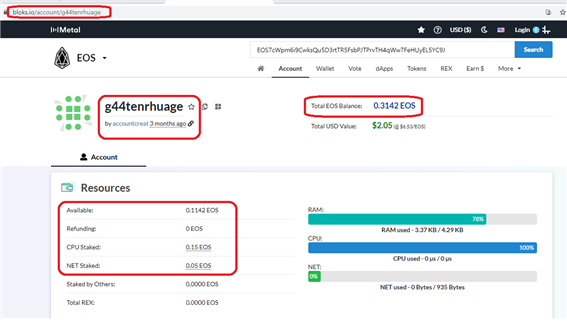 bloks.io/account/g44tenrhuage
Metal
USD ($)
Login
EOS
EOS7cWpm6i9CwksQu5D3rtTR5FsbPJTPrvTH4qWw7FeHUyEL5YC9J
Search
Account Wallet Vote dApps Tokens REX Earn $ More
g44tenrhuage
by accountcreat 3 months ago
Total EOS Balance: 0.3142 EOS
Total USD Value: $2.05 (@ $6.53/EOS)
Account
Resources
Available: 0.1142 EOS
Refunding: 0 EOS
CPU Staked: 0.15 EOS
NET Staked: 0.05 EOS
Staked by Others: 0.0000 EOS
Total REX: 0.0000 EOS
RAM:
78%
RAM used - 3.37 KB / 4.29 KB
CPU:
100%
CPU used - 0 µs / 0 µs
NET:
0%
NET used - 0 Bytes / 935 Bytes